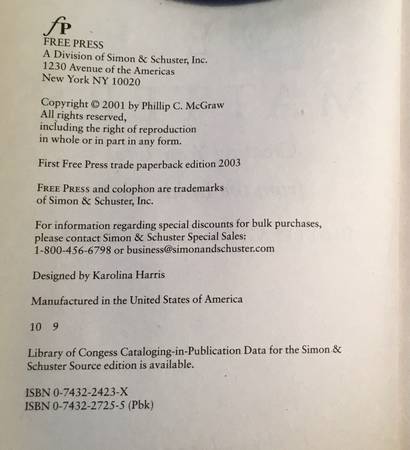 fP
FREE PRESS
A Division of Simon & Schuster, Inc.
1230 Avenue of the Americas
New York NY 10020
Copyright © 2001 by Phillip C. McGraw
All rights reserved,
including the right of reproduction
in whole or in part in any form.
First Free Press trade paperback edition 2003
FREE PRESS and colophon are trademarks
of Simon & Schuster, Inc.
For information regarding special discounts for bulk purchases,
please contact Simon & Schuster Special Sales:
1-800-456-6798 or business@simonandschuster.com
Designed by Karolina Harris
Manufactured in the United States of America
10 9
Library of Congess Cataloging-in-Publication Data for the Simon &
Schuster Source edition is available.
ISBN 0-7432-2423-X
ISBN 0-7432-2725-5 (Pbk)